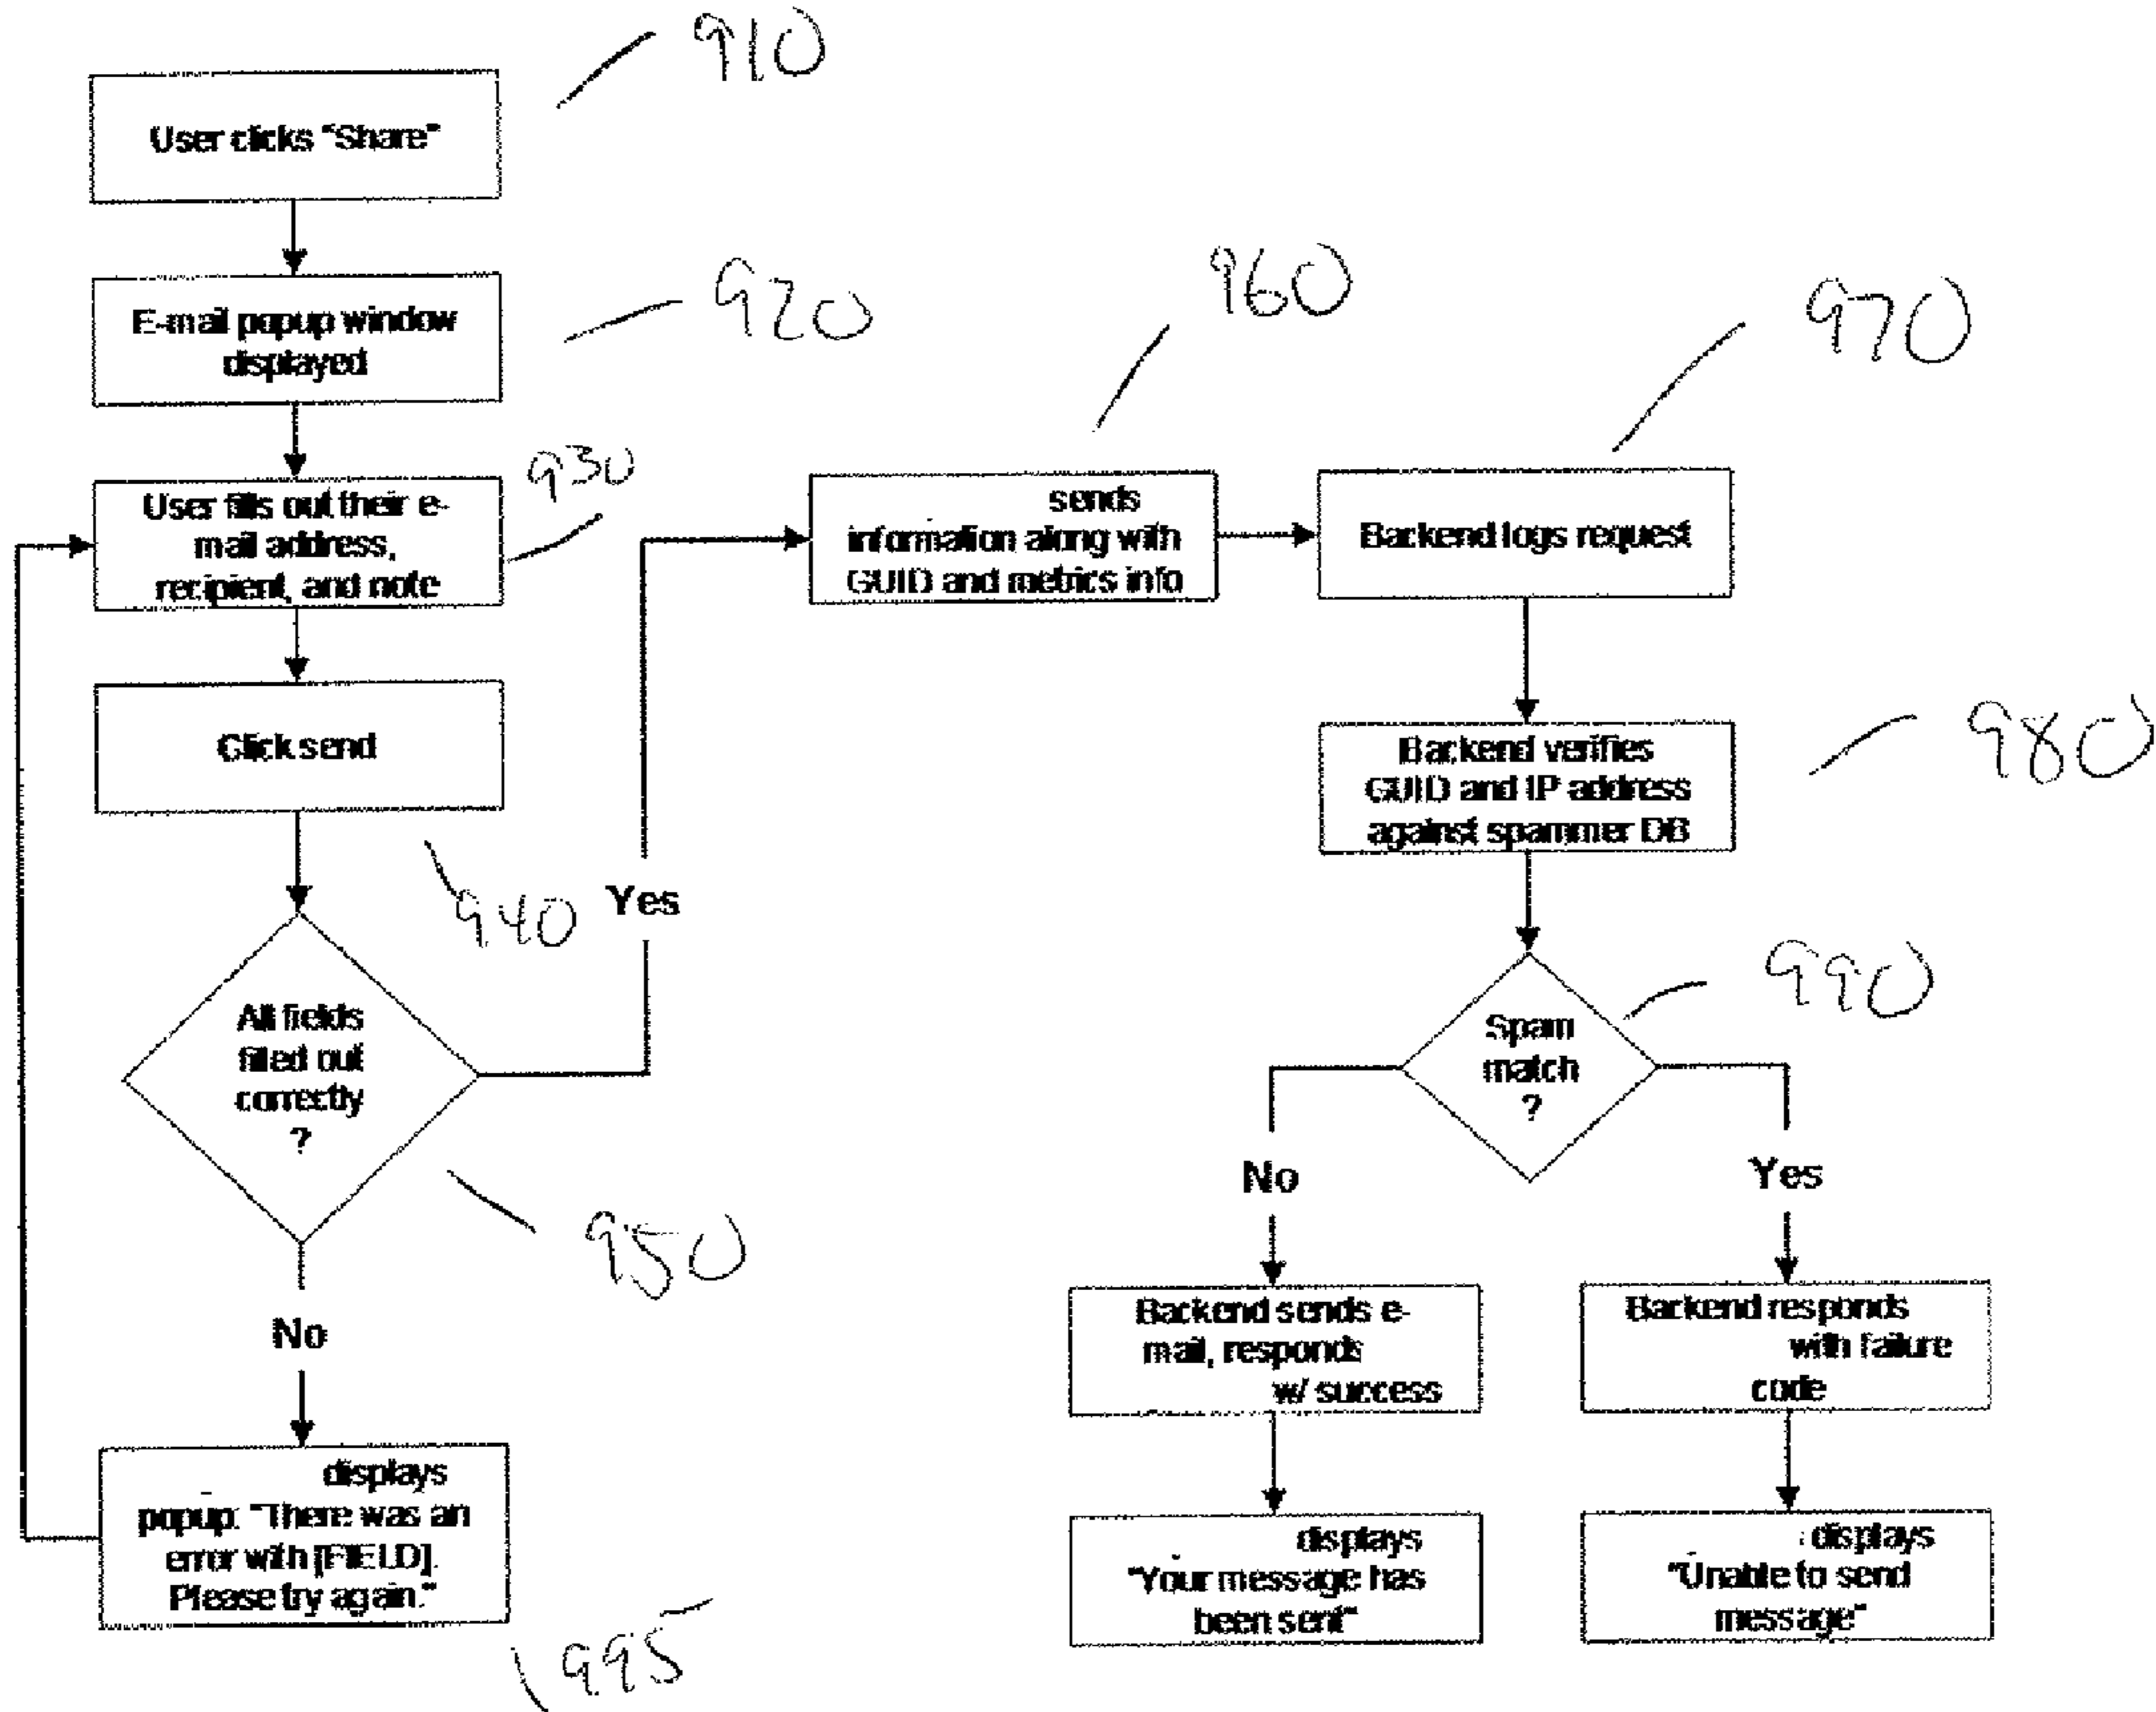 910
User clicks "Share"
920
E-mail popup window
displayed
930
User fills out their e-
mail address,
recipient, and note
Click send
940
All fields
filled out
correctly
?
950
Yes
No
displays
popup: "There was an
error with [FIELD].
Please try again."
995
960
sends
information along with
GUID and metrics info
970
Backend logs request
980
Backend verifies
GUID and IP address
against spammer DB
990
Spam
match
?
No
Yes
Backend sends e-
mail, responds
w/ success
Backend responds
with failure
code
displays
"Your message has
been sent"
displays
"Unable to send
message"